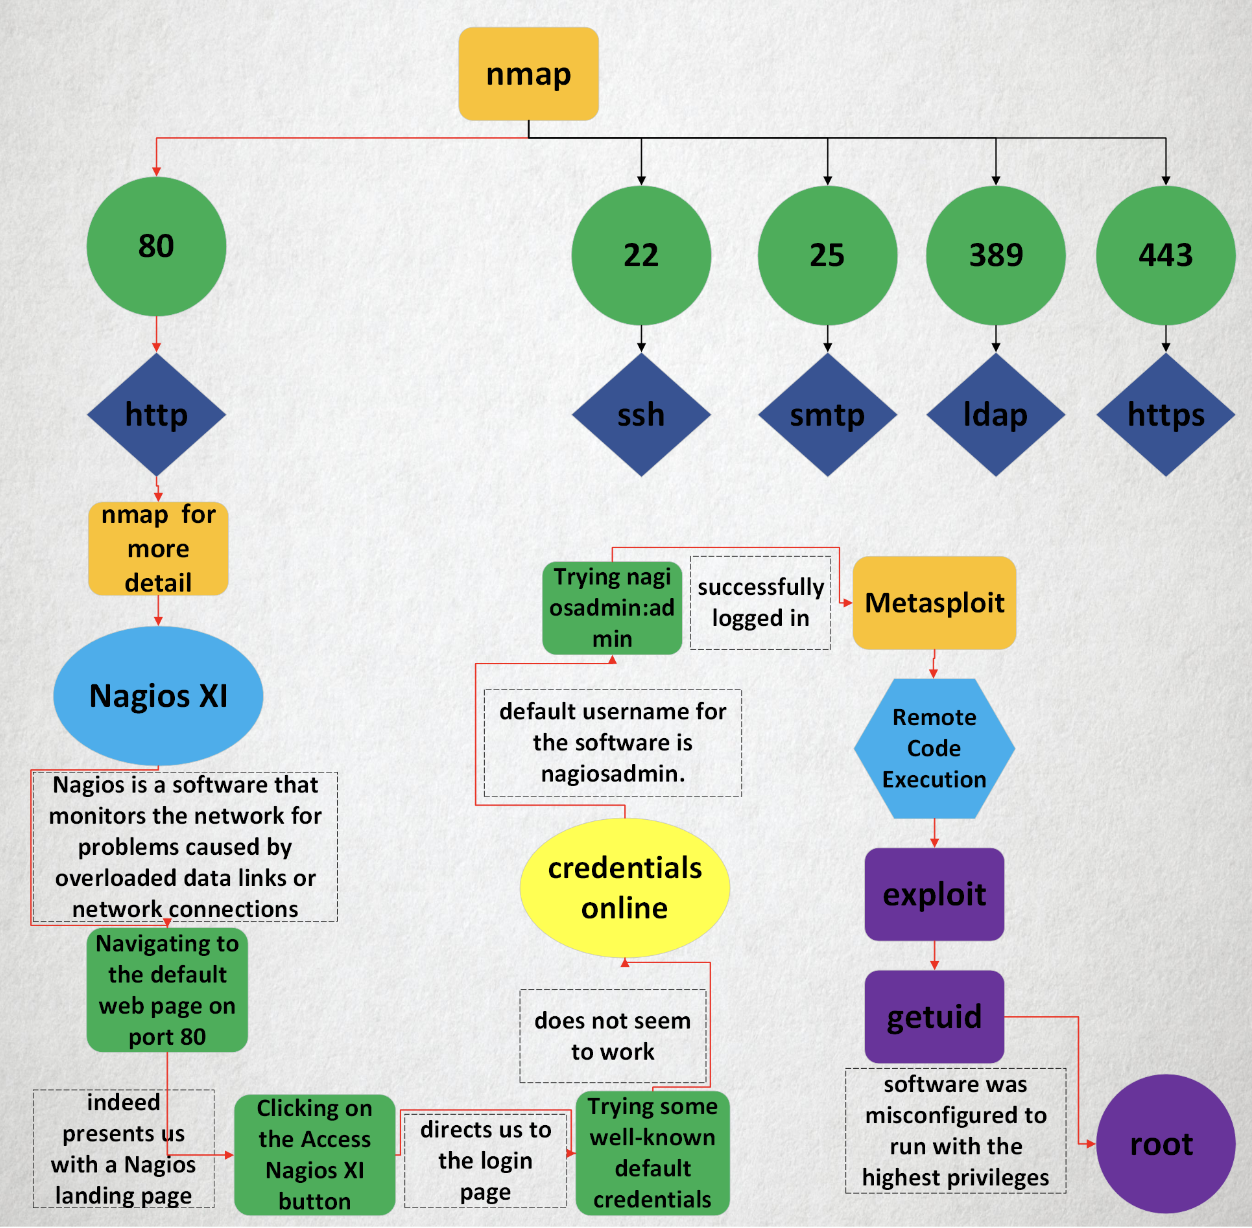 nmap
80
22
25
389
443
http
ssh
smtp
ldap
https
nmap  for
more
detail
Nagios XI
Nagios is a software that
monitors the network for
problems caused by
overloaded data links or
network connections
Navigating to
the default
web page on
port 80
indeed
presents us
with a Nagios
landing page
Clicking on
the Access
Nagios XI
button
directs us to
the login
page
Trying some
well-known
default
credentials
does not seem
to work
credentials
online
default username for
the software is
nagiosadmin.
Trying nagi
osadmin:ad
min
successfully
logged in
Metasploit
Remote
Code
Execution
exploit
getuid
software was
misconfigured to
run with the
highest privileges
root